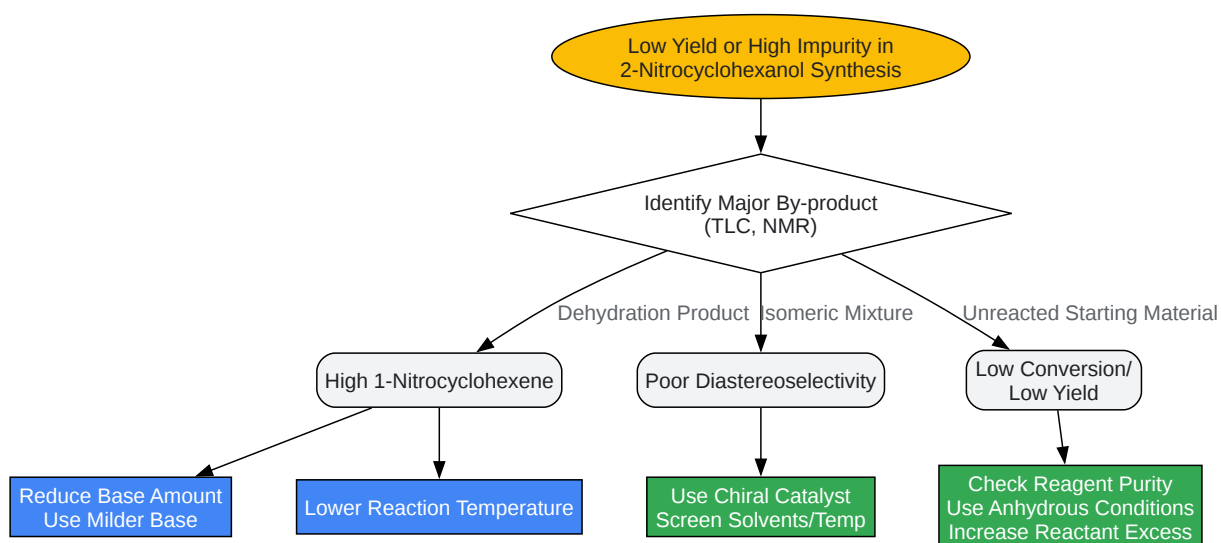 Low Yield or High Impurity in
2-Nitrocyclohexanol Synthesis
Identify Major By-product
(TLC, NMR)
Dehydration Product
Isomeric Mixture
Unreacted Starting Material
High 1-Nitrocyclohexene
Poor Diastereoselectivity
Low Conversion/
Low Yield
Reduce Base Amount
Use Milder Base
Lower Reaction Temperature
Use Chiral Catalyst
Screen Solvents/Temp
Check Reagent Purity
Use Anhydrous Conditions
Increase Reactant Excess